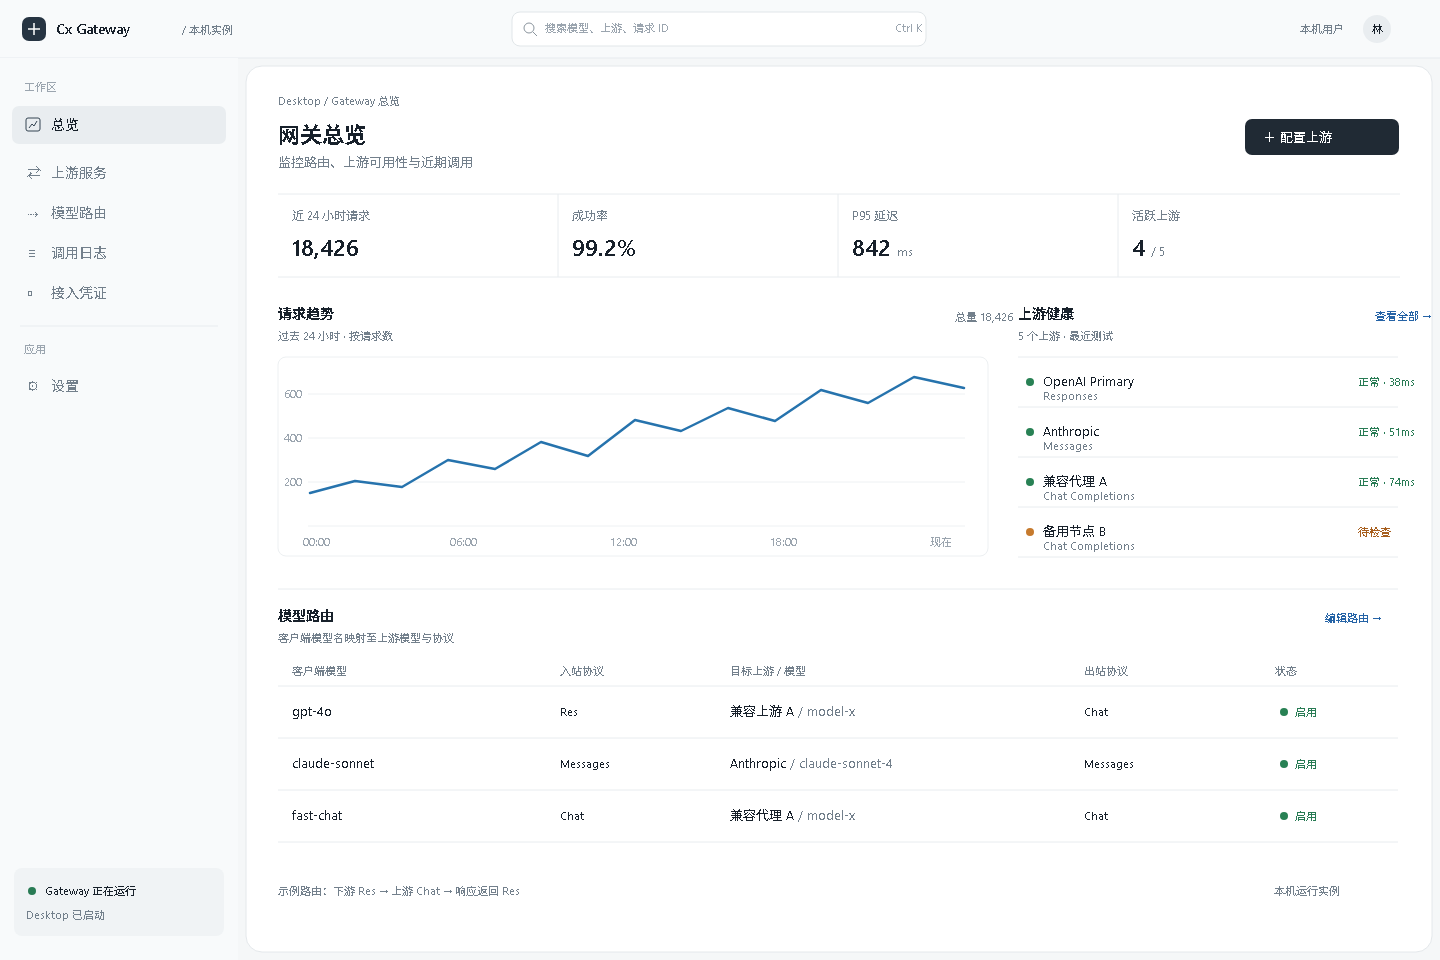 Cx Gateway
/ 本机实例
搜索模型、上游、请求 ID
Ctrl K
本机用户
林
工作区
总览
上游服务
模型路由
调用日志
接入凭证
应用
设置
Gateway 正在运行
Desktop 已启动
Desktop / Gateway 总览
网关总览
监控路由、上游可用性与近期调用
+ 配置上游
近 24 小时请求
18,426
成功率
99.2%
P95 延迟
842 ms
活跃上游
4 / 5
请求趋势
过去 24 小时 · 按请求数
总量 18,426
600
400
200
00:00
06:00
12:00
18:00
现在
上游健康
5 个上游 · 最近测试
查看全部 →
OpenAI Primary
Responses
正常 · 38ms
Anthropic
Messages
正常 · 51ms
兼容代理 A
Chat Completions
正常 · 74ms
备用节点 B
Chat Completions
待检查
模型路由
客户端模型名映射至上游模型与协议
编辑路由 →
客户端模型 入站协议 目标上游 / 模型 出站协议 状态
gpt-4o Res 兼容上游 A / model-x Chat 启用
claude-sonnet Messages Anthropic / claude-sonnet-4 Messages 启用
fast-chat Chat 兼容代理 A / model-x Chat 启用
示例路由：下游 Res → 上游 Chat → 响应返回 Res
本机运行实例